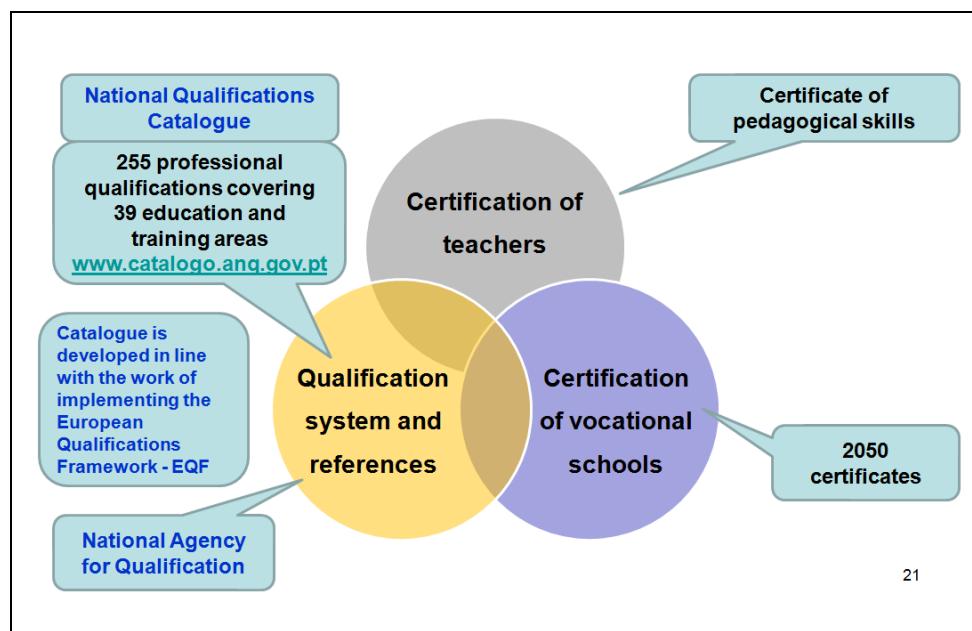 National Qualifications
Catalogue
255 professional
qualifications covering
39 education and
training areas
www.catalogo.anq.gov.pt
Catalogue is
developed in line
with the work of
implementing the
European
Qualifications
Framework - EQF
National Agency
for Qualification
Certification of
teachers
Qualification
system and
references
Certification
of vocational
schools
Certificate of
pedagogical skills
2050
certificates
21